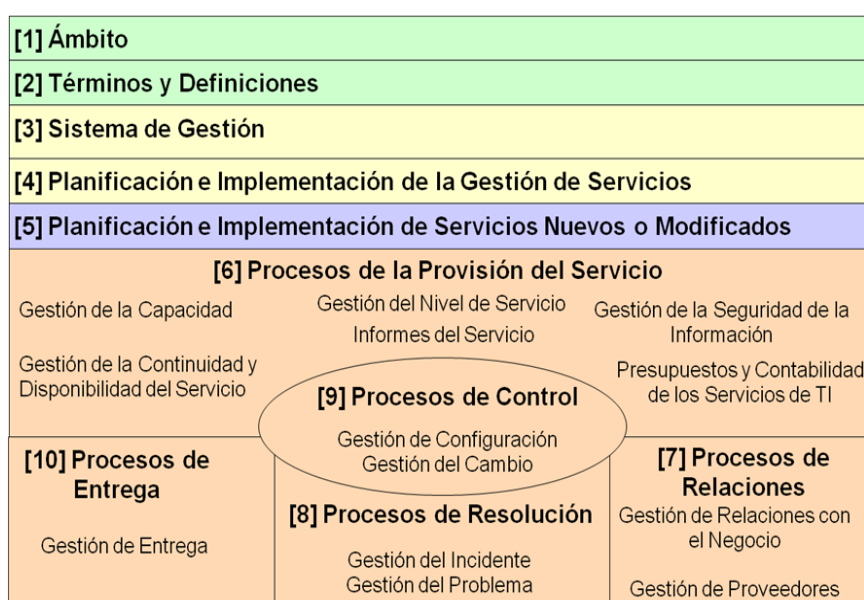 [1] Ámbito
[2] Términos y Definiciones
[3] Sistema de Gestión
[4] Planificación e Implementación de la Gestión de Servicios
[5] Planificación e Implementación de Servicios Nuevos o Modificados
[6] Procesos de la Provisión del Servicio
Gestión de la Capacidad
Gestión de la Continuidad y
Disponibilidad del Servicio
Gestión del Nivel de Servicio
Informes del Servicio
Gestión de la Seguridad de la
Información
Presupuestos y Contabilidad
de los Servicios de TI
[9] Procesos de Control
Gestión de Configuración
Gestión del Cambio
[10] Procesos de
Entrega
Gestión de Entrega
[8] Procesos de Resolución
Gestión del Incidente
Gestión del Problema
[7] Procesos de
Relaciones
Gestión de Relaciones con
el Negocio
Gestión de Proveedores